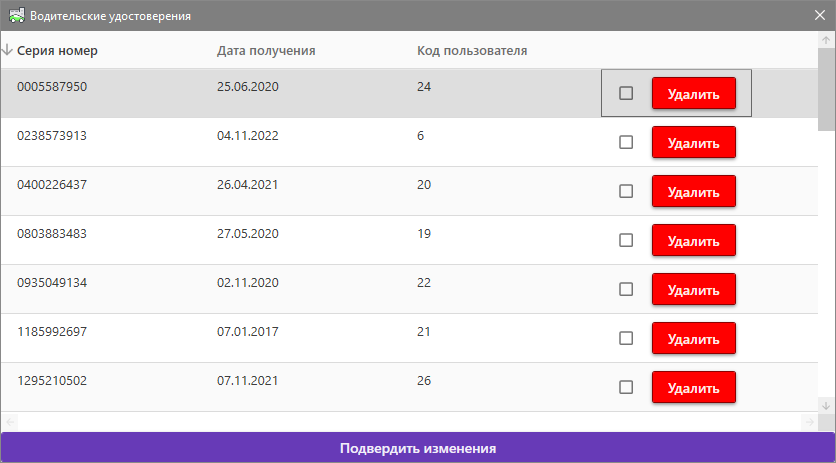 Водительские удостоверения
Серия номер Дата получения Код пользователя
0005587950 25.06.2020 24 Удалить
0238573913 04.11.2022 6 Удалить
0400226437 26.04.2021 20 Удалить
0803883483 27.05.2020 19 Удалить
0935049134 02.11.2020 22 Удалить
1185992697 07.01.2017 21 Удалить
1295210502 07.11.2021 26 Удалить
Подвердить изменения